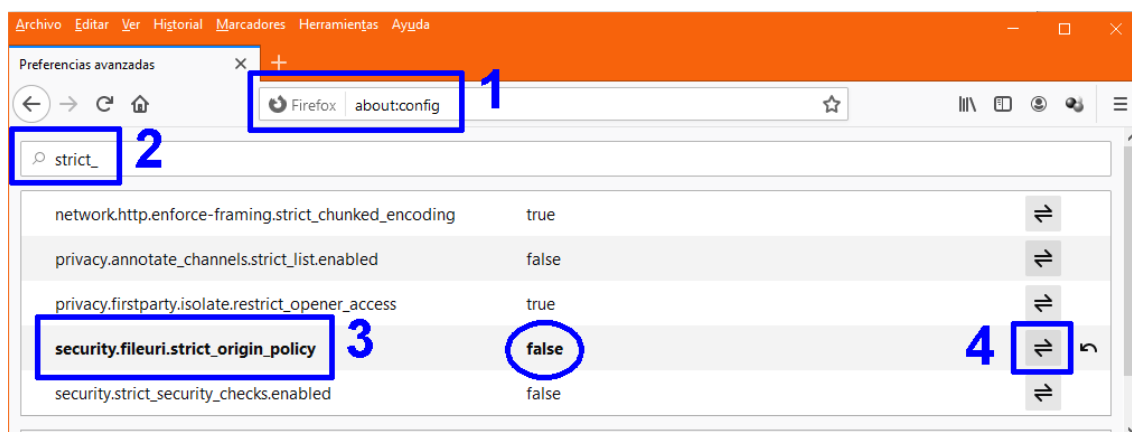 Archivo Editar Ver Historial Marcadores Herramientas Ayuda
Preferencias avanzadas
1
Firefox about:config
2
strict_
network.http.enforce-framing.strict_chunked_encoding true
privacy.annotate_channels.strict_list.enabled false
privacy.firstparty.isolate.restrict_opener_access true
security.fileuri.strict_origin_policy 3 false 4
security.strict_security_checks.enabled false